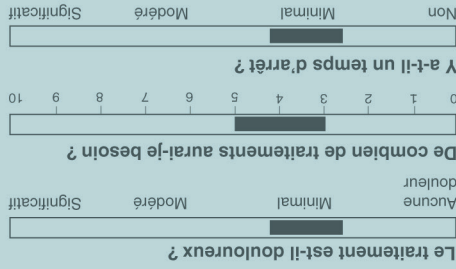 Le traitement est-il douloureux ?
Aucune douleur Minimal Modéré Significatif
De combien de traitements aurai-je besoin ?
0 1 2 3 4 5 6 7 8 9 10
Y a-t-il un temps d'arrêt ?
Non Minimal Modéré Significatif